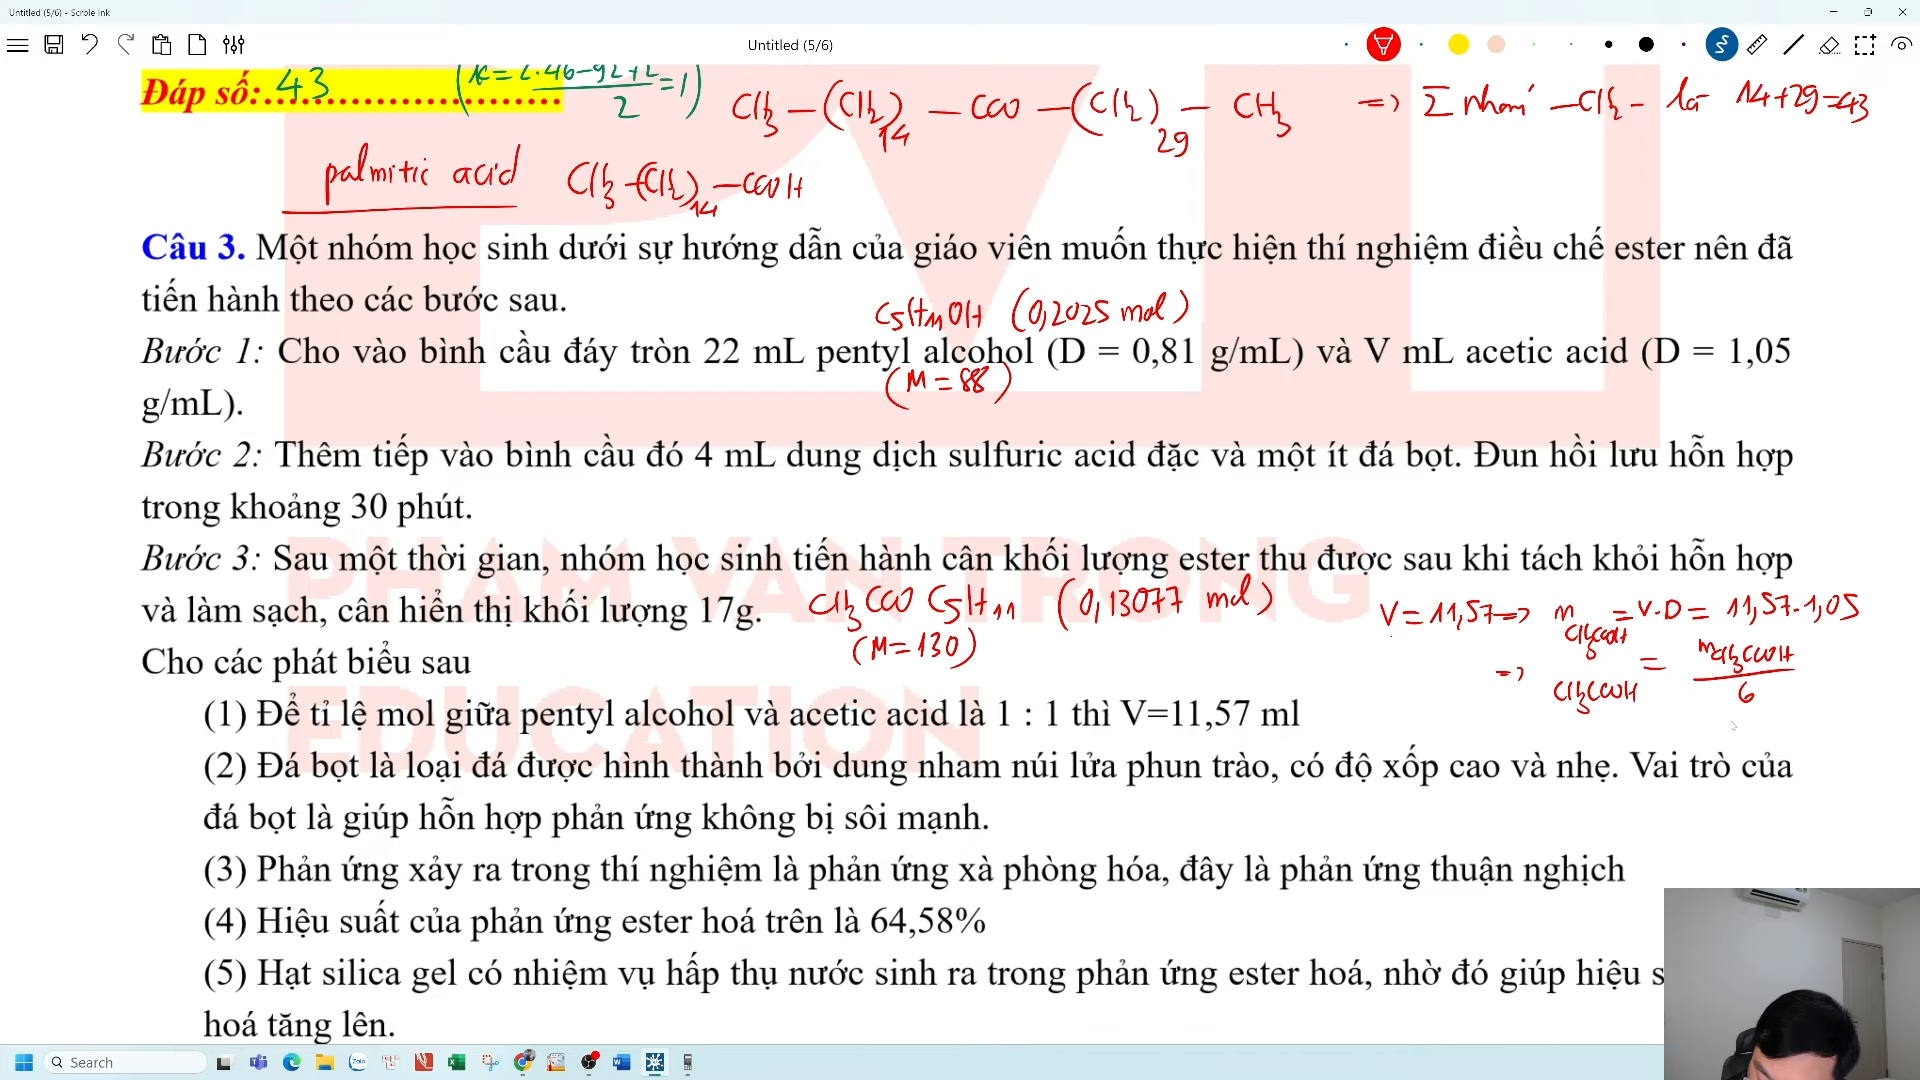 Untitled (5/6) - Scrble Ink
Untitled (5/6)
Đáp số: 43
CH3 – (CH2)14 – COO – (CH2)29 – CH3 => Σ nhóm –CH2– là 14+29=43
palmitic acid CH3–(CH2)14–COOH
Câu 3. Một nhóm học sinh dưới sự hướng dẫn của giáo viên muốn thực hiện thí nghiệm điều chế ester nên đã
tiến hành theo các bước sau.
C5H11OH (0,2025 mol)
Bước 1: Cho vào bình cầu đáy tròn 22 mL pentyl alcohol (D = 0,81 g/mL) và V mL acetic acid (D = 1,05
(M = 88)
g/mL).
Bước 2: Thêm tiếp vào bình cầu đó 4 mL dung dịch sulfuric acid đặc và một ít đá bọt. Đun hồi lưu hỗn hợp
trong khoảng 30 phút.
Bước 3: Sau một thời gian, nhóm học sinh tiến hành cân khối lượng ester thu được sau khi tách khỏi hỗn hợp
và làm sạch, cân hiển thị khối lượng 17g.
CH3COOC5H11 (0,13077 mol)
(M=130)
V = 11,57 => mCH3COOH = V.D = 11,57.1,05
=> CH3COOH = mCH3COOH / 6
Cho các phát biểu sau
(1) Để tỉ lệ mol giữa pentyl alcohol và acetic acid là 1 : 1 thì V=11,57 ml
(2) Đá bọt là loại đá được hình thành bởi dung nham núi lửa phun trào, có độ xốp cao và nhẹ. Vai trò của
đá bọt là giúp hỗn hợp phản ứng không bị sôi mạnh.
(3) Phản ứng xảy ra trong thí nghiệm là phản ứng xà phòng hóa, đây là phản ứng thuận nghịch
(4) Hiệu suất của phản ứng ester hoá trên là 64,58%
(5) Hạt silica gel có nhiệm vụ hấp thụ nước sinh ra trong phản ứng ester hoá, nhờ đó giúp hiệu s
hoá tăng lên.
PHẠM VĂN TRỌNG
EDUCATION
Search